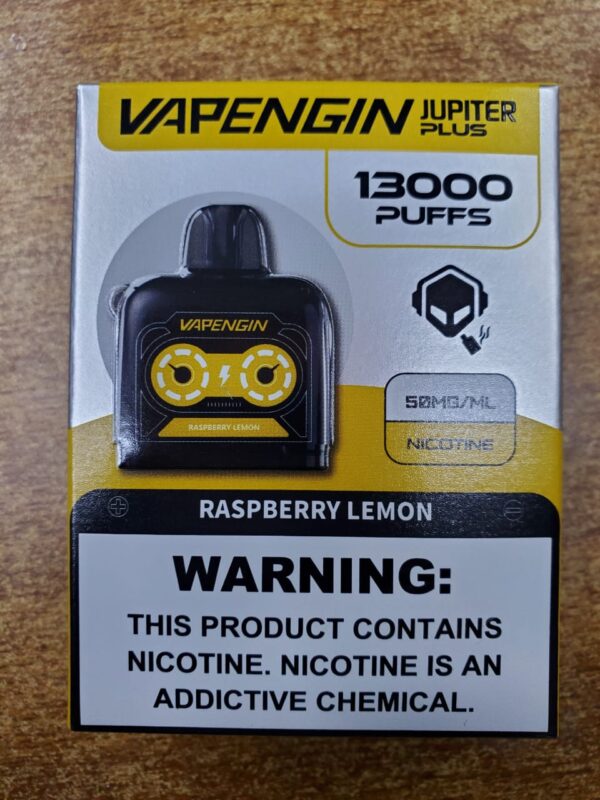 VAPENGIN JUPITER
PLUS
13000
PUFFS
VAPENGIN
RASPBERRY LEMON
50MG/ML
NICOTINE
RASPBERRY LEMON
WARNING:
THIS PRODUCT CONTAINS
NICOTINE. NICOTINE IS AN
ADDICTIVE CHEMICAL.